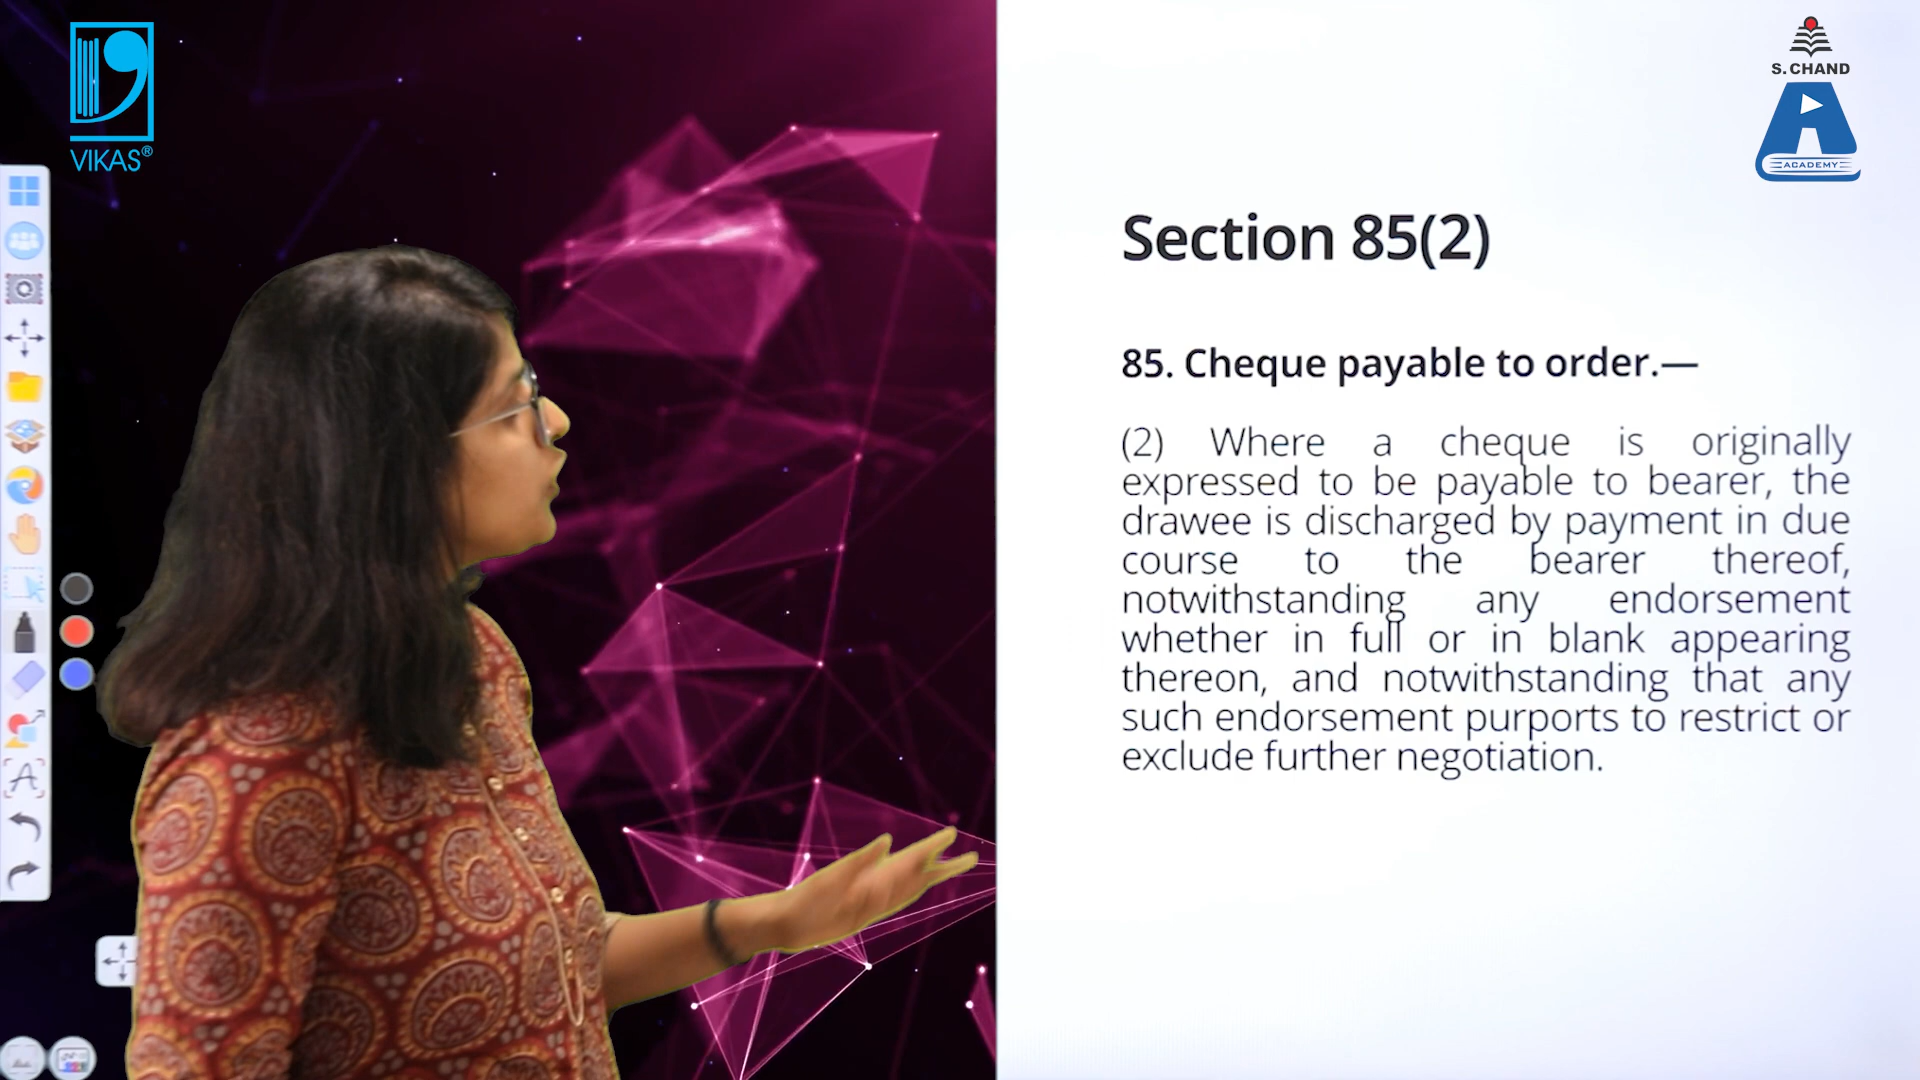 VIKAS®
S. CHAND
ACADEMY
Section 85(2)
85. Cheque payable to order.—
(2) Where a cheque is originally
expressed to be payable to bearer, the
drawee is discharged by payment in due
course to the bearer thereof,
notwithstanding any endorsement
whether in full or in blank appearing
thereon, and notwithstanding that any
such endorsement purports to restrict or
exclude further negotiation.